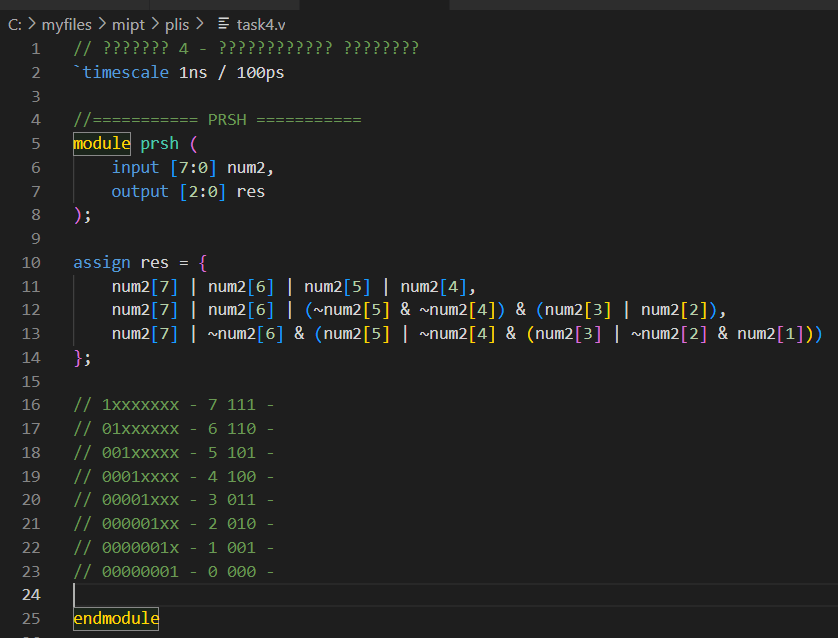 C: > myfiles > mipt > plis > task4.v
1 // ??????? 4 - ???????????? ????????
2 `timescale 1ns / 100ps
3
4 //=========== PRSH ===========
5 module prsh (
6     input [7:0] num2,
7     output [2:0] res
8 );
9
10 assign res = {
11     num2[7] | num2[6] | num2[5] | num2[4],
12     num2[7] | num2[6] | (~num2[5] & ~num2[4]) & (num2[3] | num2[2]),
13     num2[7] | ~num2[6] & (num2[5] | ~num2[4] & (num2[3] | ~num2[2] & num2[1]))
14 };
15
16 // 1xxxxxxx - 7 111 -
17 // 01xxxxxx - 6 110 -
18 // 001xxxxx - 5 101 -
19 // 0001xxxx - 4 100 -
20 // 00001xxx - 3 011 -
21 // 000001xx - 2 010 -
22 // 0000001x - 1 001 -
23 // 00000001 - 0 000 -
24
25 endmodule